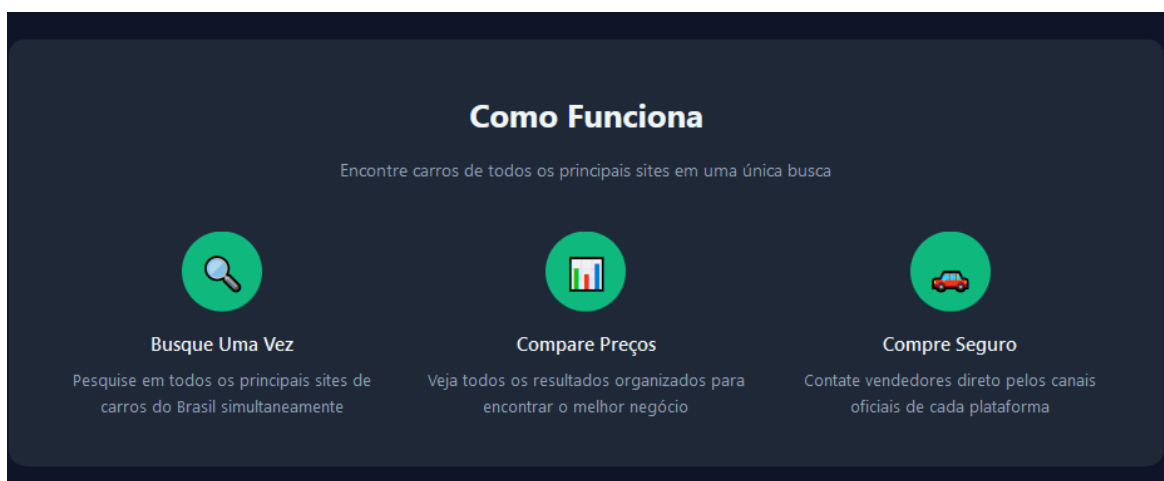 Como Funciona
Encontre carros de todos os principais sites em uma única busca
Busque Uma Vez
Pesquise em todos os principais sites de
carros do Brasil simultaneamente
Compare Preços
Veja todos os resultados organizados para
encontrar o melhor negócio
Compre Seguro
Contate vendedores direto pelos canais
oficiais de cada plataforma